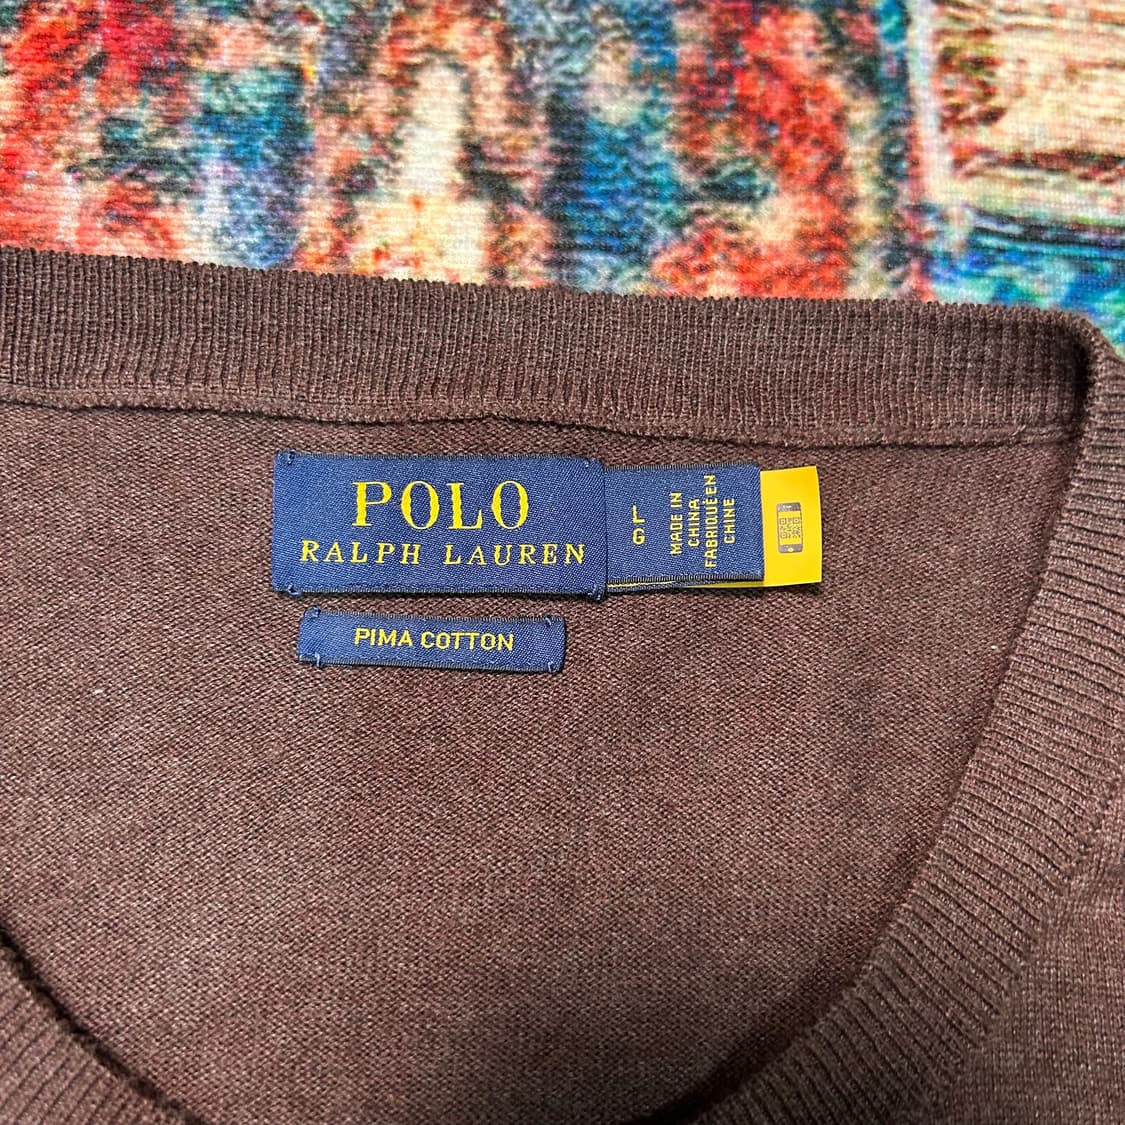 POLO
RALPH LAUREN
L
G
MADE IN
CHINA
FABRIQUÉ EN
CHINE
PIMA COTTON